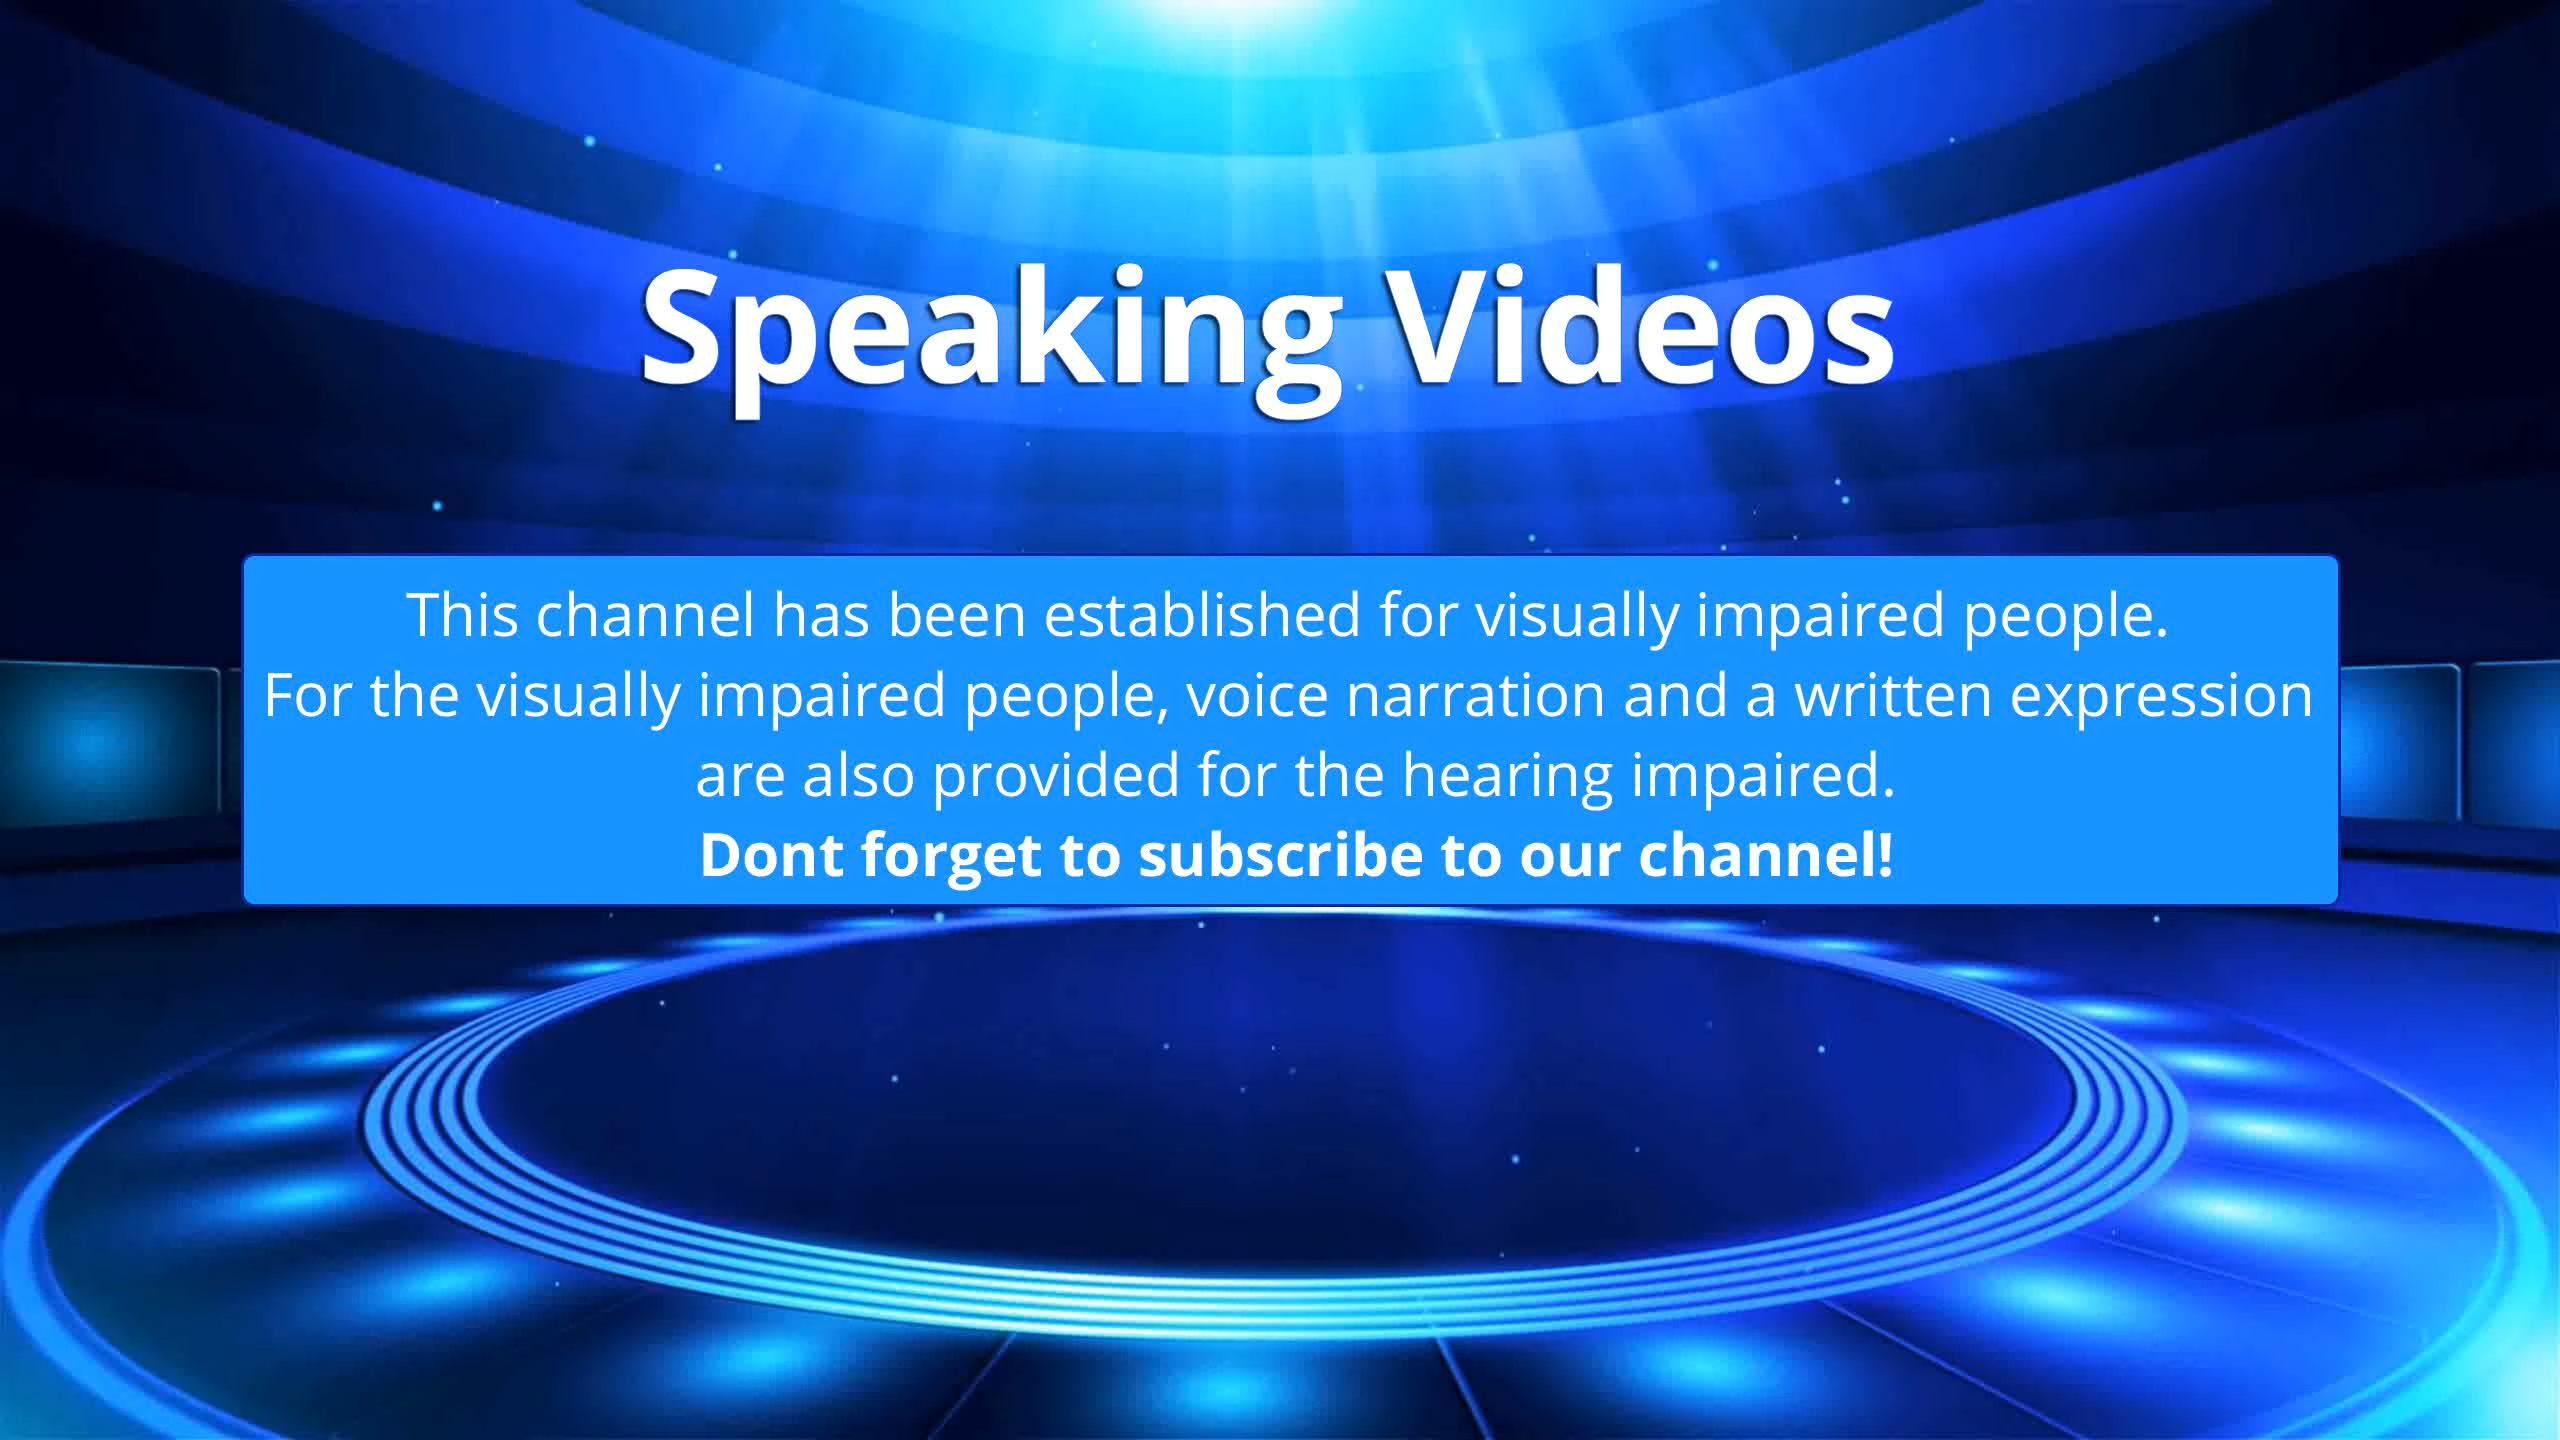 Speaking Videos
This channel has been established for visually impaired people.
For the visually impaired people, voice narration and a written expression
are also provided for the hearing impaired.
Dont forget to subscribe to our channel!